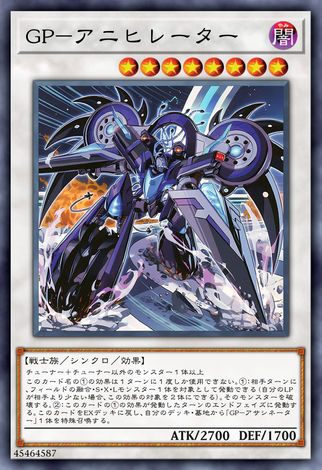 GP－アニヒレーター
闇
やみ
【戦士族／シンクロ／効果】
チューナー＋チューナー以外のモンスター１体以上
このカード名の①の効果は１ターンに１度しか使用できない。①：相手ターンに
、フィールドの融合・S・X・Lモンスター１体を対象として発動できる（自分のLP
が相手より少ない場合、この効果の対象を２体にできる）。そのモンスターを破
壊する。②：このカードの①の効果が発動したターンのエンドフェイズに発動す
る。このカードをEXデッキに戻し、自分のデッキ・墓地から「GP－アサシネータ
ー」１体を特殊召喚する。
ATK/2700 DEF/1700
45464587